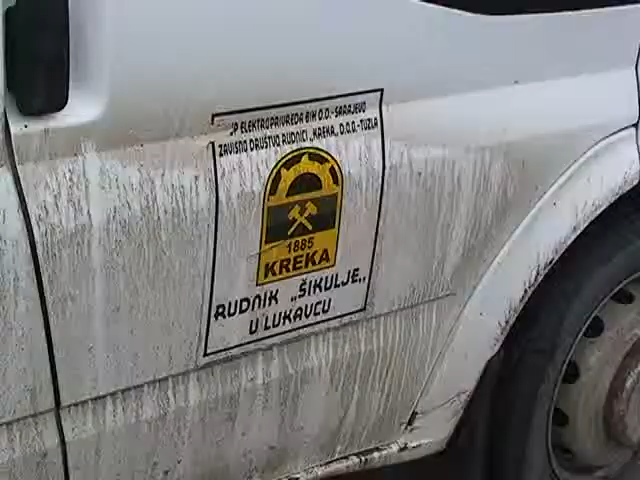 JP ELEKTROPRIVREDA BIH D.D.-SARAJEVO
ZAVISNO DRUŠTVO RUDNICI „KREKA„ D.O.O.-TUZLA
1885
KREKA
RUDNIK „ŠIKULJE„
U LUKAVCU